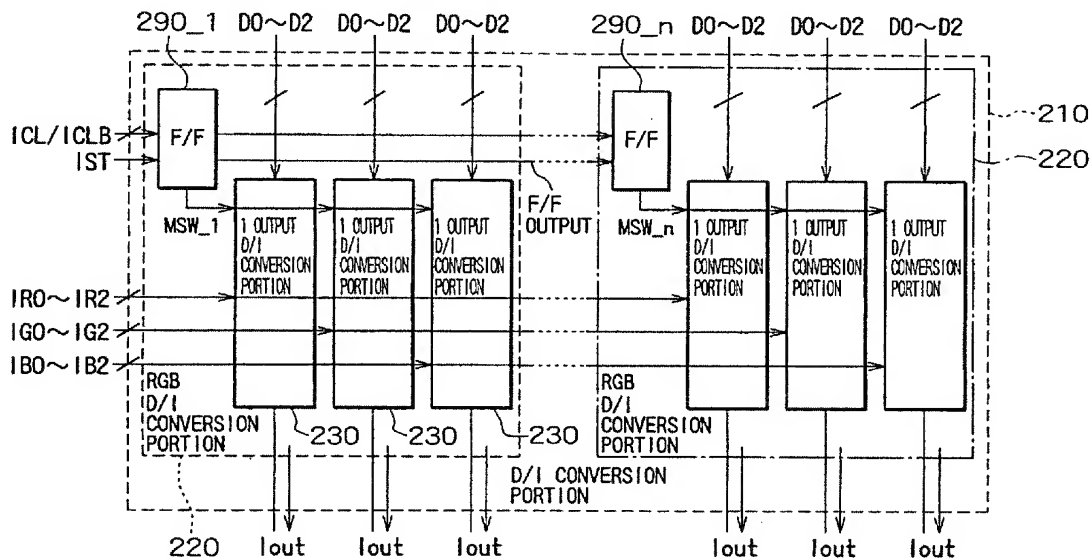 290_1 D0~D2 D0~D2 D0~D2 290_n D0~D2 D0~D2 D0~D2
ICL/ICLB
IST
F/F
F/F
210
220
MSW_1
F/F
OUTPUT
MSW_n
1 OUTPUT
D/I
CONVERSION
PORTION
1 OUTPUT
D/I
CONVERSION
PORTION
1 OUTPUT
D/I
CONVERSION
PORTION
1 OUTPUT
D/I
CONVERSION
PORTION
1 OUTPUT
D/I
CONVERSION
PORTION
1 OUTPUT
D/I
CONVERSION
PORTION
IR0~IR2
IG0~IG2
IB0~IB2
RGB
D/I
CONVERSION
PORTION
230 230 230
RGB
D/I
CONVERSION
PORTION
D/I CONVERSION
PORTION
220 Iout Iout Iout Iout Iout Iout